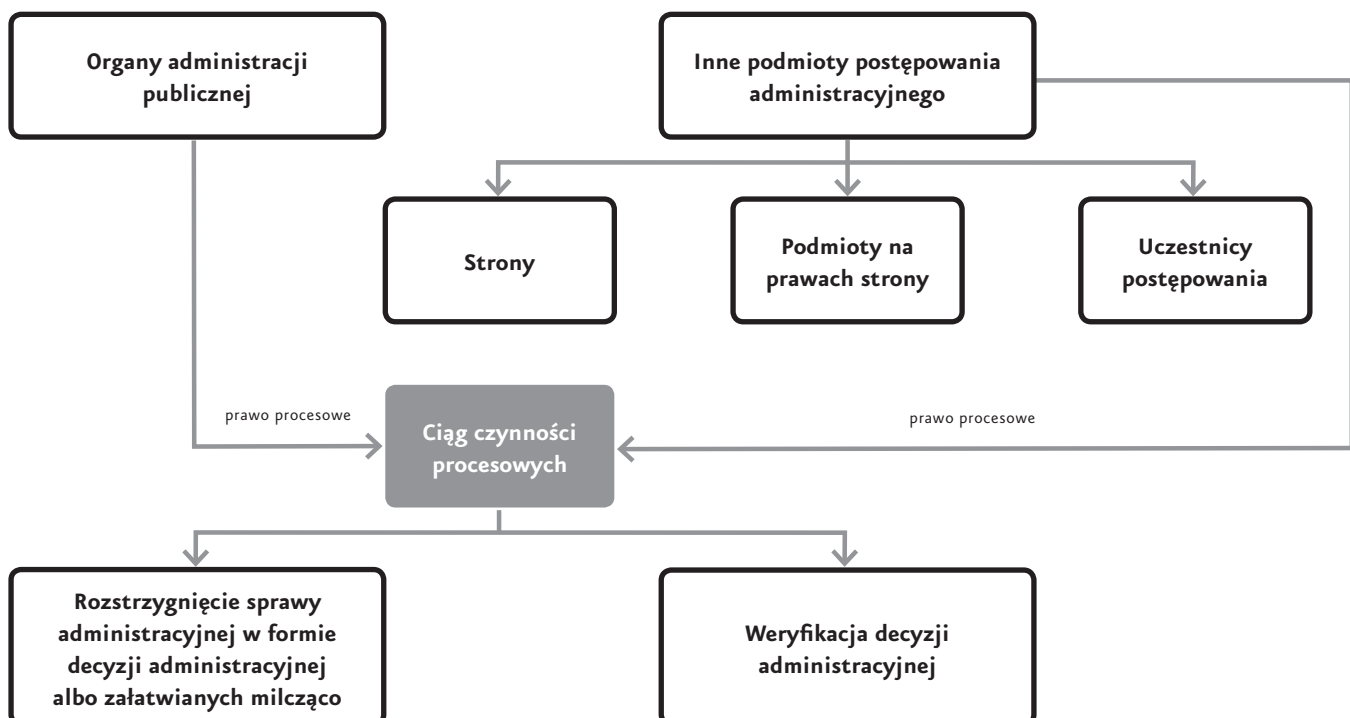 Organy administracji
publicznej
Inne podmioty postępowania
administracyjnego
Strony
Podmioty na
prawach strony
Uczestnicy
postępowania
prawo procesowe
Ciąg czynności
procesowych
prawo procesowe
Rozstrzygnięcie sprawy
administracyjnej w formie
decyzji administracyjnej
albo załatwianych milcząco
Weryfikacja decyzji
administracyjnej